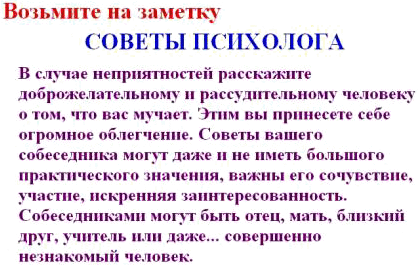 Возьмите на заметку
СОВЕТЫ ПСИХОЛОГА
В случае неприятностей расскажите
доброжелательному и рассудительному человеку
о том, что вас мучает. Этим вы принесете себе
огромное облегчение. Советы вашего
собеседника могут даже и не иметь большого
практического значения, важны его сочувствие,
участие, искренняя заинтересованность.
Собеседниками могут быть отец, мать, близкий
друг, учитель или даже... совершенно
незнакомый человек.